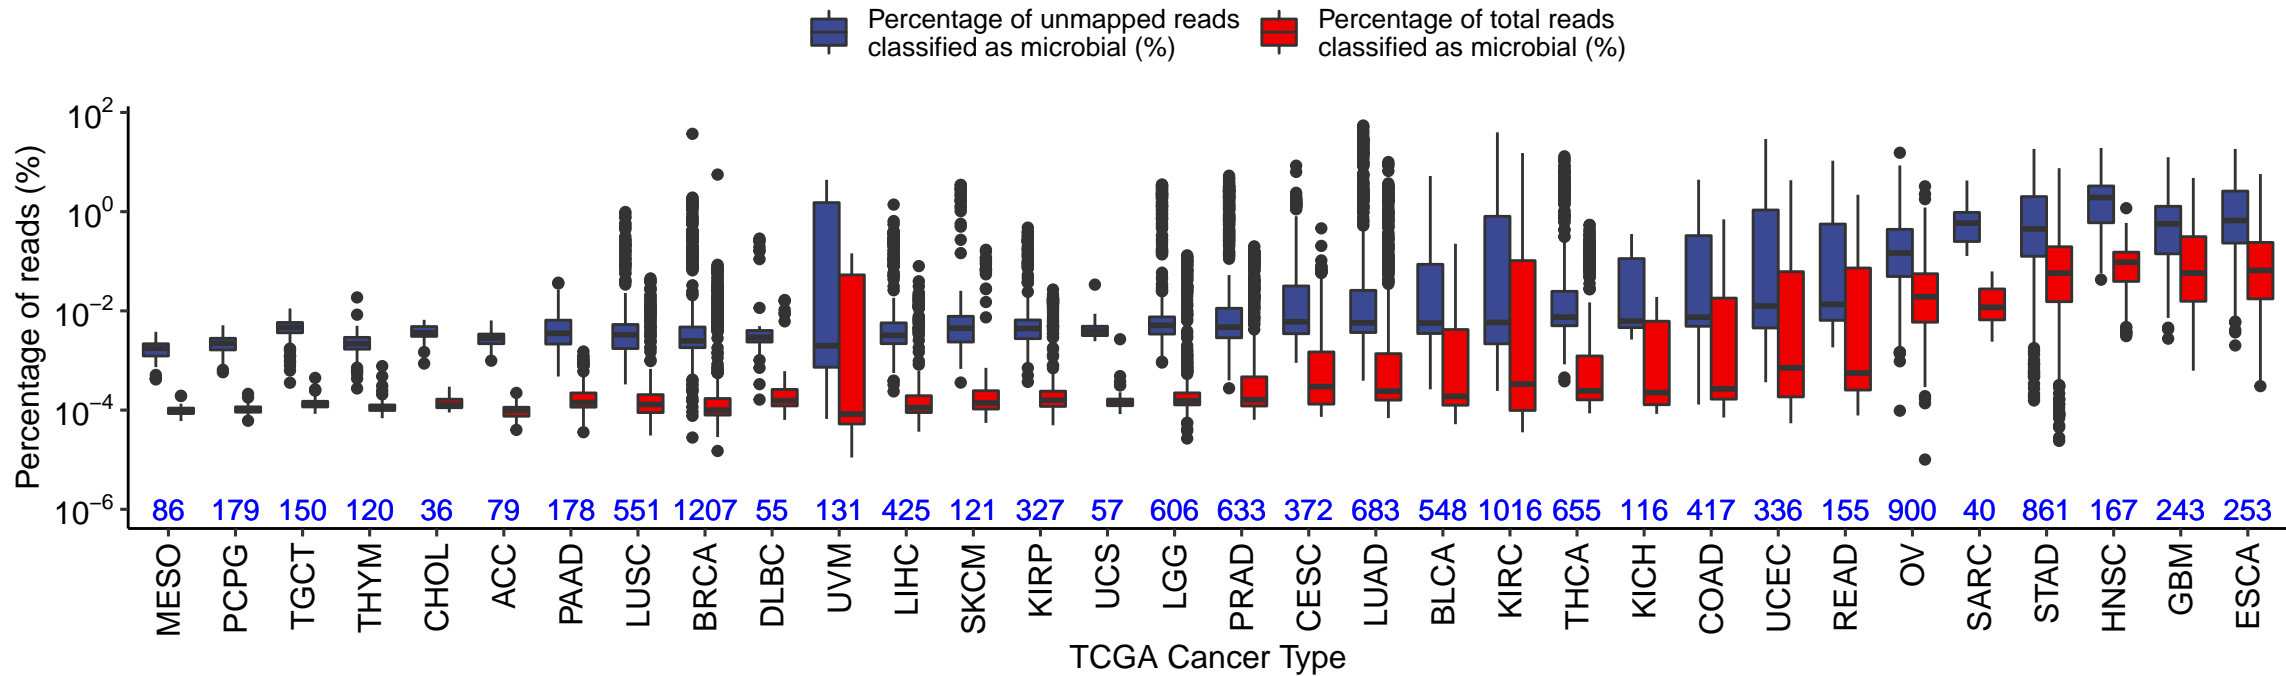 Percentage of unmapped reads classified as microbial (%)
Percentage of total reads classified as microbial (%)
Percentage of reads (%)
10²
10⁰
10⁻²
10⁻⁴
10⁻⁶
86 179 150 120 36 79 178 551 1207 55 131 425 121 327 57 606 633 372 683 548 1016 655 116 417 336 155 900 40 861 167 243 253
MESO PCPG TGCT THYM CHOL ACC PAAD LUSC BRCA DLBC UVM LIHC SKCM KIRP UCS LGG PRAD CESC LUAD BLCA KIRC THCA KICH COAD UCEC READ OV SARC STAD HNSC GBM ESCA
TCGA Cancer Type